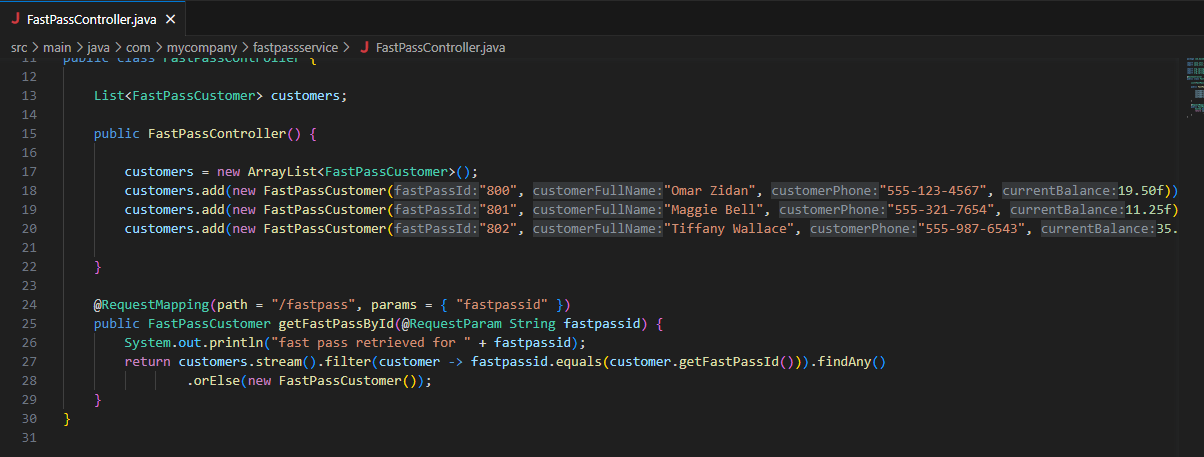 J FastPassController.java ×
src > main > java > com > mycompany > fastpassservice > J FastPassController.java
11 public class FastPassController {
12
13 List<FastPassCustomer> customers;
14
15 public FastPassController() {
16
17 customers = new ArrayList<FastPassCustomer>();
18 customers.add(new FastPassCustomer(fastPassId:"800", customerFullName:"Omar Zidan", customerPhone:"555-123-4567", currentBalance:19.50f))
19 customers.add(new FastPassCustomer(fastPassId:"801", customerFullName:"Maggie Bell", customerPhone:"555-321-7654", currentBalance:11.25f)
20 customers.add(new FastPassCustomer(fastPassId:"802", customerFullName:"Tiffany Wallace", customerPhone:"555-987-6543", currentBalance:35.
21
22 }
23
24 @RequestMapping(path = "/fastpass", params = { "fastpassid" })
25 public FastPassCustomer getFastPassById(@RequestParam String fastpassid) {
26 System.out.println("fast pass retrieved for " + fastpassid);
27 return customers.stream().filter(customer -> fastpassid.equals(customer.getFastPassId())).findAny()
28 .orElse(new FastPassCustomer());
29 }
30 }
31